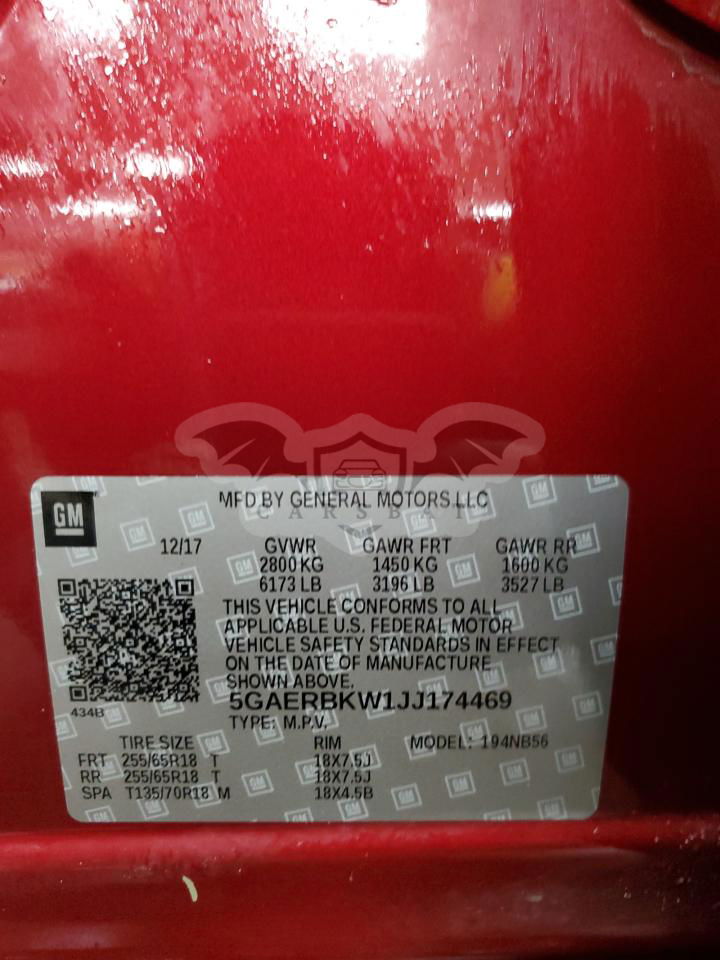 GM
MFD BY GENERAL MOTORS LLC
CARSBAT
12/17 GVWR GAWR FRT GAWR RR
2800 KG 1450 KG 1600 KG
6173 LB 3196 LB 3527 LB
THIS VEHICLE CONFORMS TO ALL
APPLICABLE U.S. FEDERAL MOTOR
VEHICLE SAFETY STANDARDS IN EFFECT
ON THE DATE OF MANUFACTURE
SHOWN ABOVE.
5GAERBKW1JJ174469
434B
TYPE: M.P.V.
TIRE SIZE RIM MODEL: 194NB56
FRT 255/65R18 T 18X7.5J
RR 255/65R18 T 18X7.5J
SPA T135/70R18 M 18X4.5B